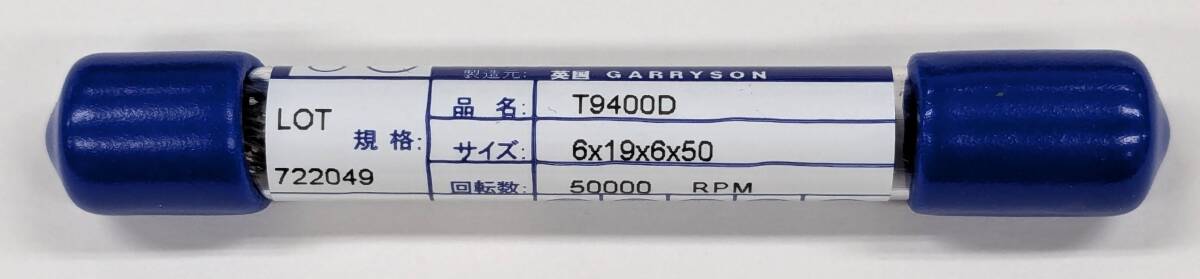 製造元: 英国 GARRYSON
LOT
722049
規格:
品名: T9400D
サイズ: 6x19x6x50
回転数: 50000 RPM